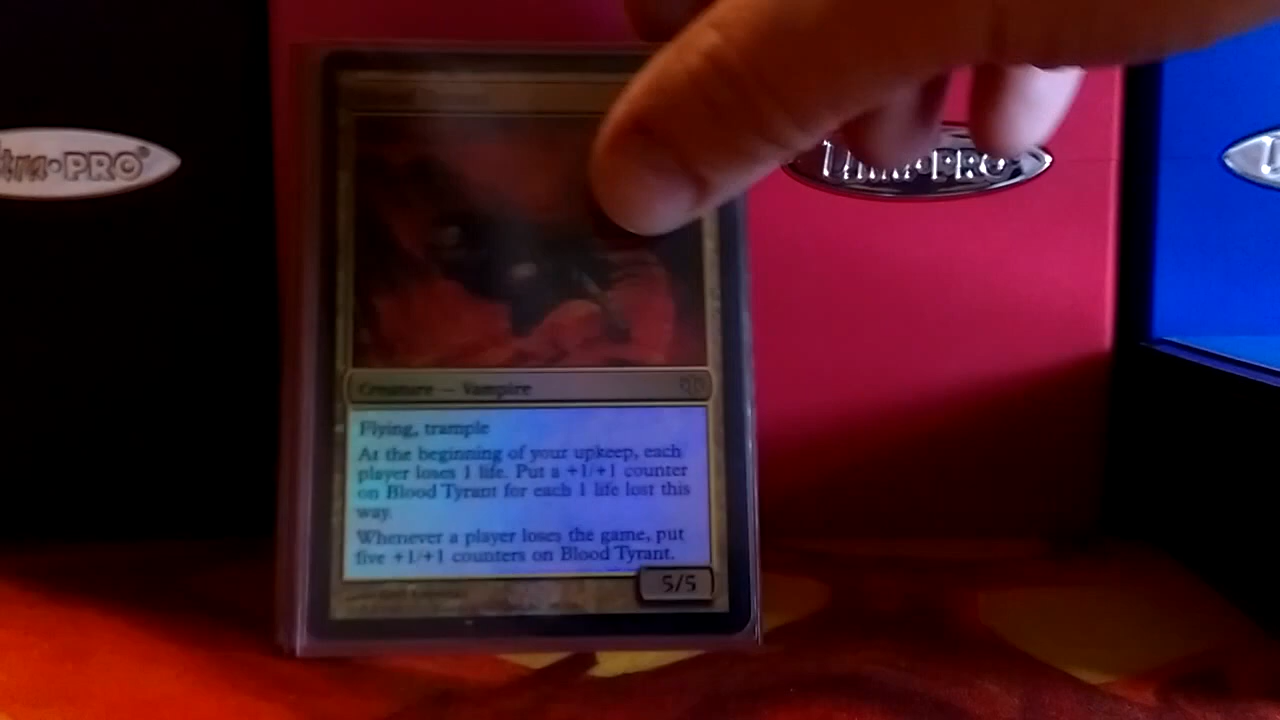 PRO
Ultra•PRO
Creature — Vampire
Flying, trample
At the beginning of your upkeep, each
player loses 1 life. Put a +1/+1 counter
on Blood Tyrant for each 1 life lost this
way.
Whenever a player loses the game, put
five +1/+1 counters on Blood Tyrant.
5/5